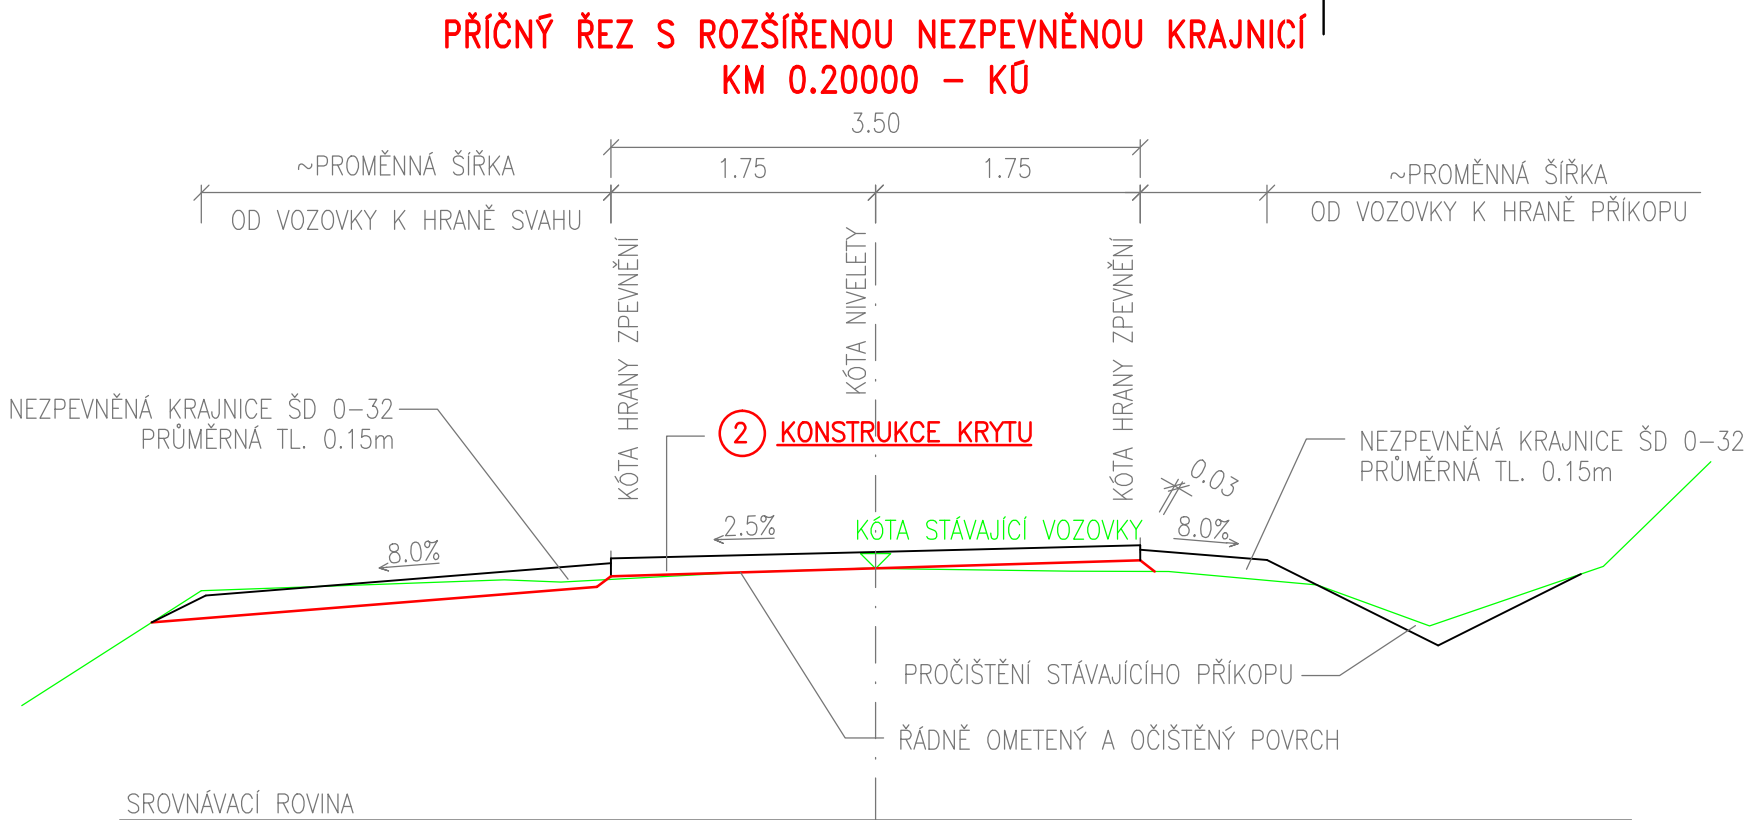 PŘÍČNÝ ŘEZ S ROZŠÍŘENOU NEZPEVNĚNOU KRAJNICÍ
KM 0.20000 – KÚ
3.50
~PROMĚNNÁ ŠÍŘKA
1.75
1.75
~PROMĚNNÁ ŠÍŘKA
OD VOZOVKY K HRANĚ SVAHU
OD VOZOVKY K HRANĚ PŘÍKOPU
KÓTA HRANY ZPEVNĚNÍ
KÓTA NIVELETY
KÓTA HRANY ZPEVNĚNÍ
NEZPEVNĚNÁ KRAJNICE ŠD 0–32
PRŮMĚRNÁ TL. 0.15m
2 KONSTRUKCE KRYTU
NEZPEVNĚNÁ KRAJNICE ŠD 0–32
PRŮMĚRNÁ TL. 0.15m
0.03
8.0%
2.5%
KÓTA STÁVAJÍCÍ VOZOVKY
8.0%
PROČIŠTĚNÍ STÁVAJÍCÍHO PŘÍKOPU
ŘÁDNĚ OMETENÝ A OČIŠTĚNÝ POVRCH
SROVNÁVACÍ ROVINA